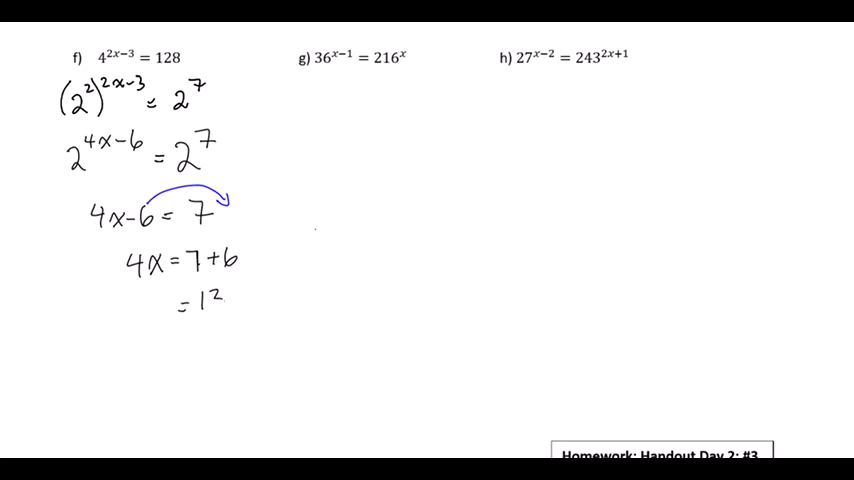 f) 4^{2x−3} = 128
(2^2)^{2x-3} = 2^7
2^{4x-6} = 2^7
4x-6 = 7
4x = 7+6
= 12
g) 36^{x−1} = 216^x
h) 27^{x−2} = 243^{2x+1}
Homework: Handout Day 2: #3